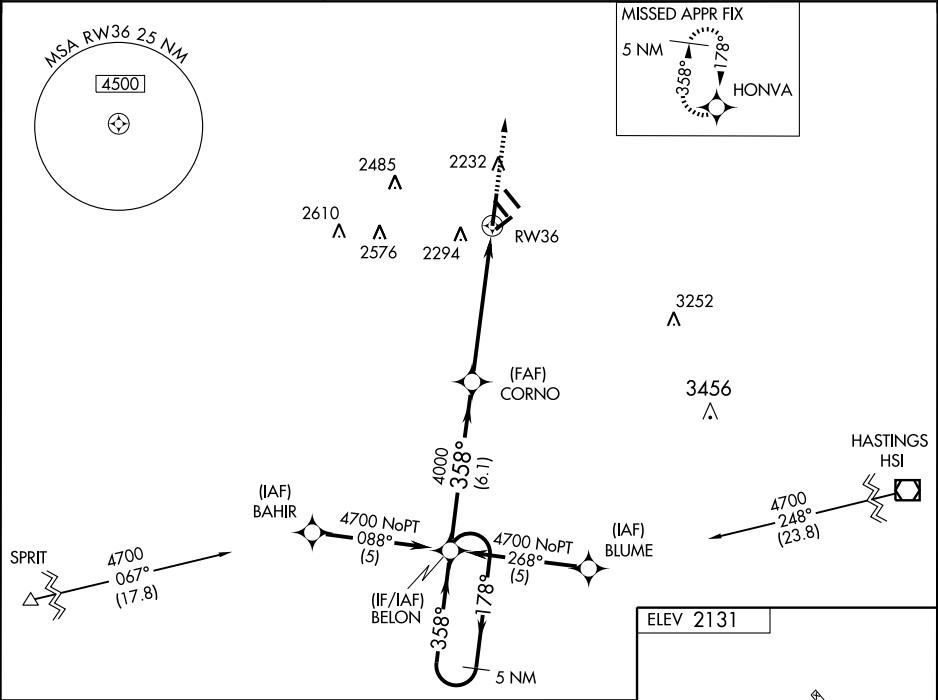 MSA RW36 25 NM
4500
MISSED APPR FIX
5 NM
358°
178°
HONVA
2485
2232
2610
2576
2294
RW36
3252
3456
(FAF)
CORNO
4000
358°
(6.1)
HASTINGS
HSI
4700
248°
(23.8)
(IAF)
BAHIR
4700 NoPT
088°
(5)
4700 NoPT
268°
(5)
(IAF)
BLUME
SPRIT
4700
067°
(17.8)
(IF/IAF)
BELON
358°
178°
5 NM
ELEV 2131